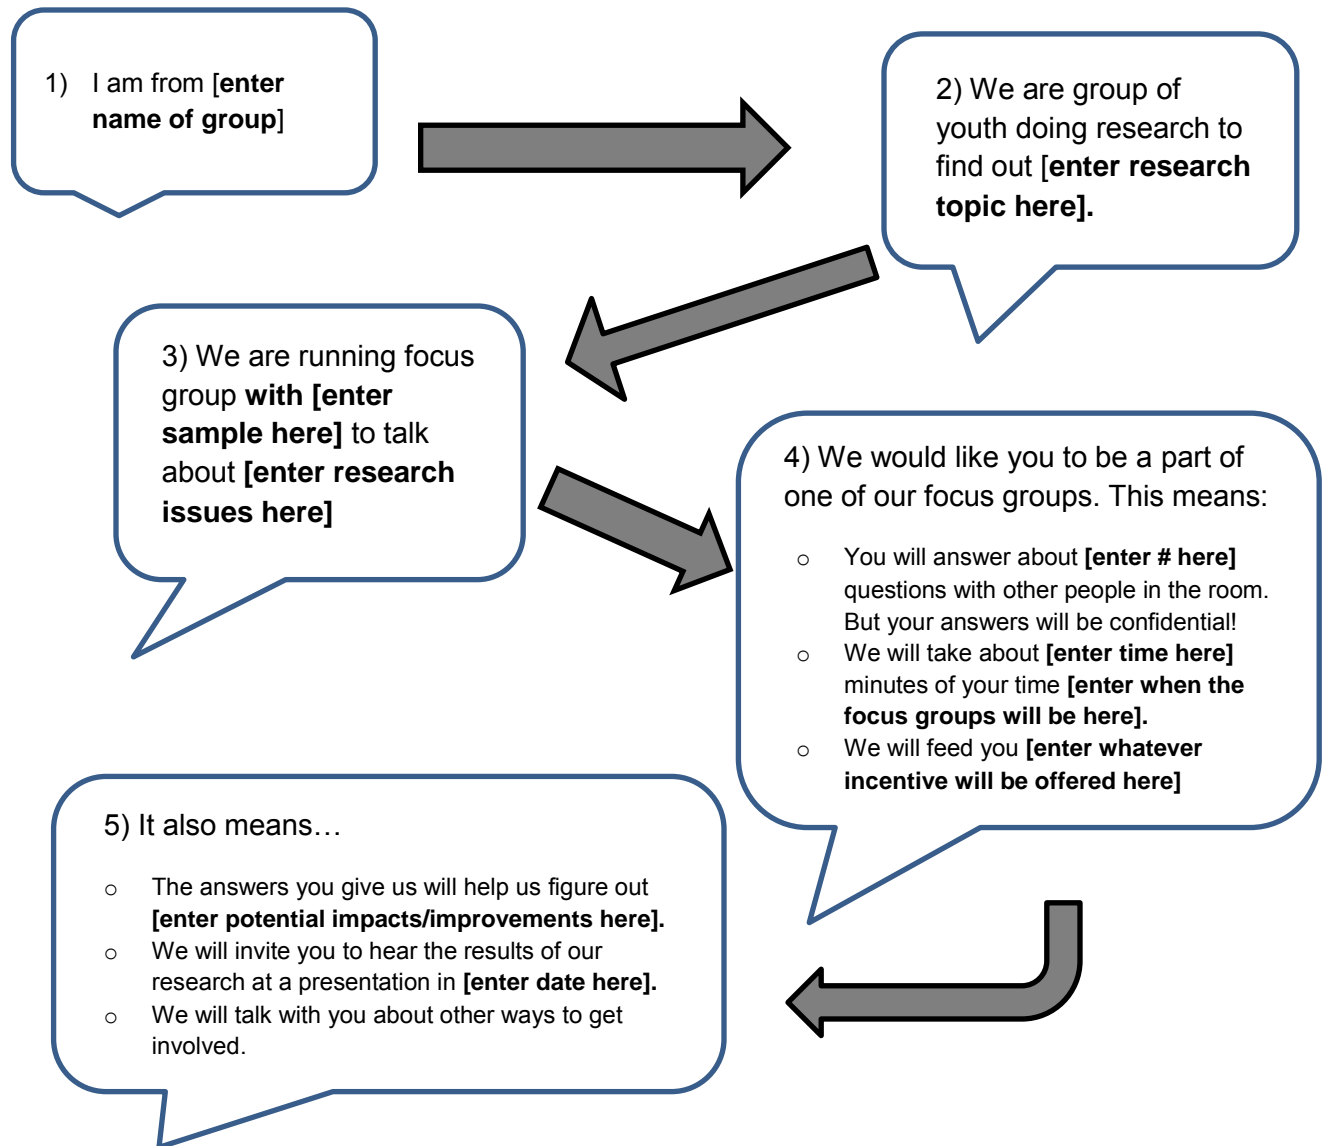 1) I am from [enter
name of group]
2) We are group of
youth doing research to
find out [enter research
topic here].
3) We are running focus
group with [enter
sample here] to talk
about [enter research
issues here]
4) We would like you to be a part of
one of our focus groups. This means:
o You will answer about [enter # here]
questions with other people in the room.
But your answers will be confidential!
o We will take about [enter time here]
minutes of your time [enter when the
focus groups will be here].
o We will feed you [enter whatever
incentive will be offered here]
5) It also means…
o The answers you give us will help us figure out
[enter potential impacts/improvements here].
o We will invite you to hear the results of our
research at a presentation in [enter date here].
o We will talk with you about other ways to get
involved.